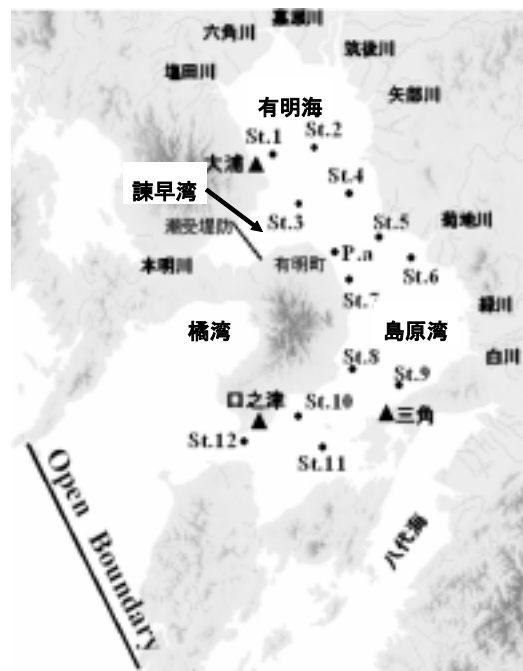 嘉瀬川
六角川
筑後川
塩田川
矢部川
有明海
St.1
St.2
大浦
St.4
諫早湾
St.3
潮受堤防
St.5
菊地川
本明川
有明町
P.a
St.6
St.7
緑川
橘湾
島原湾
白川
St.8
St.9
口之津
St.10
三角
St.12
St.11
Open Boundary
八代海